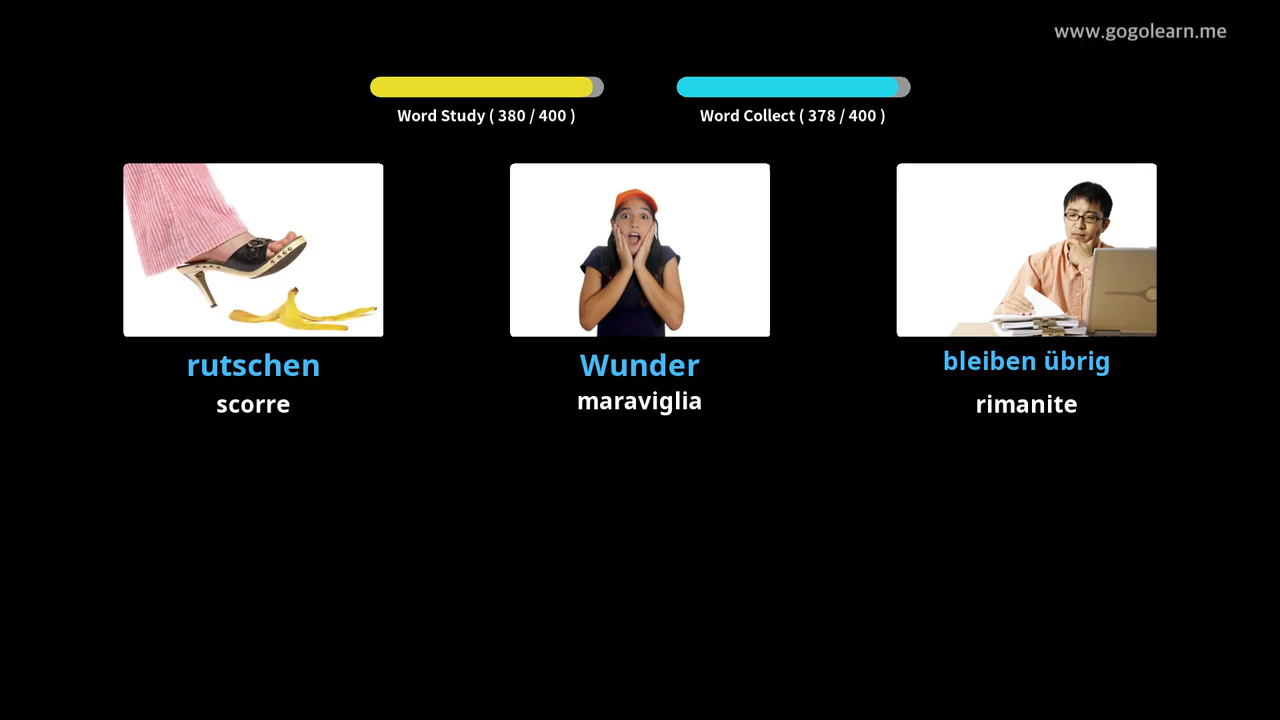 www.gogolearn.me
Word Study ( 380 / 400 )
Word Collect ( 378 / 400 )
rutschen
scorre
Wunder
maraviglia
bleiben übrig
rimanite